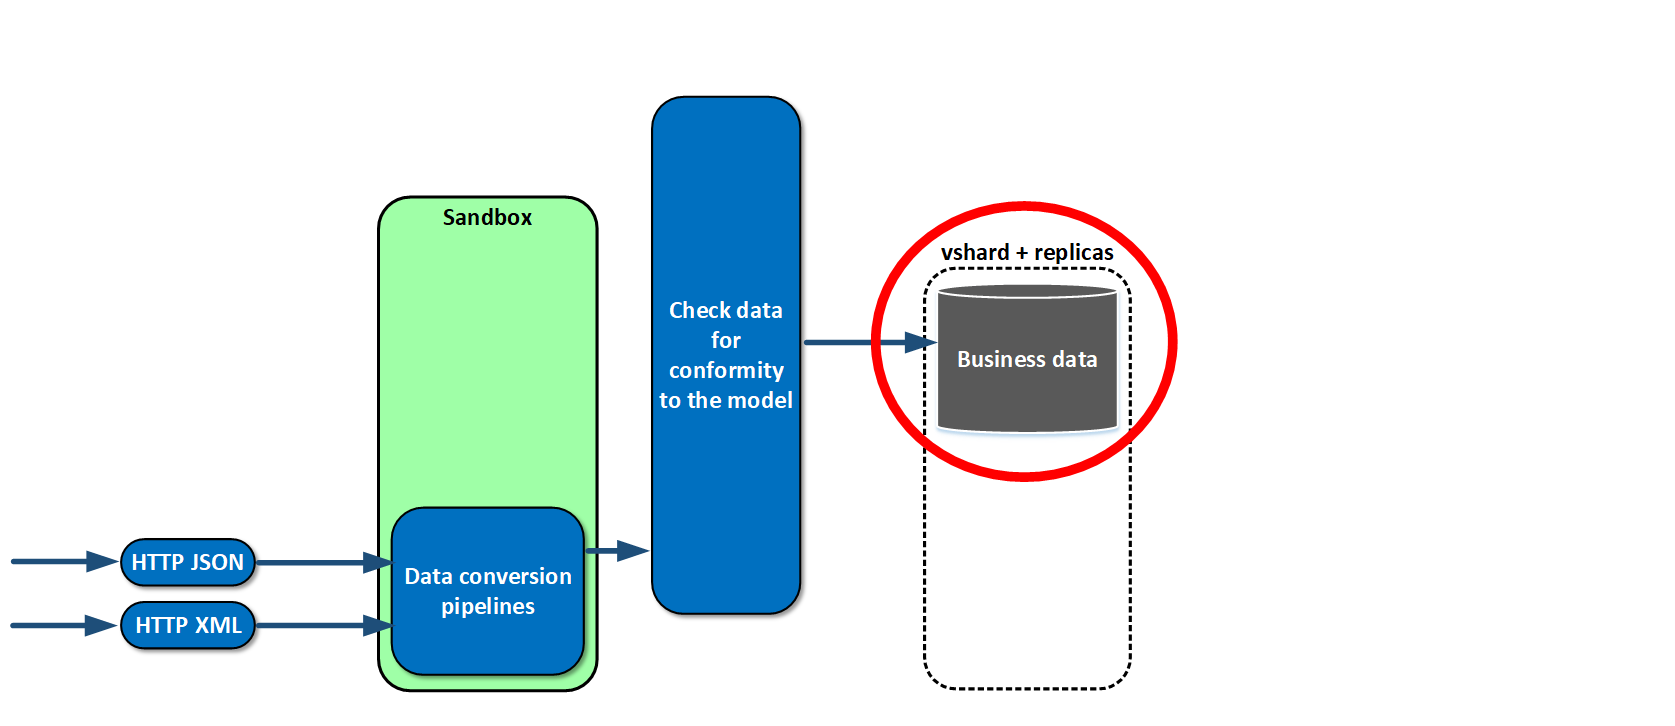 HTTP JSON
HTTP XML
Sandbox
Data conversion
pipelines
Check data
for
conformity
to the model
vshard + replicas
Business data